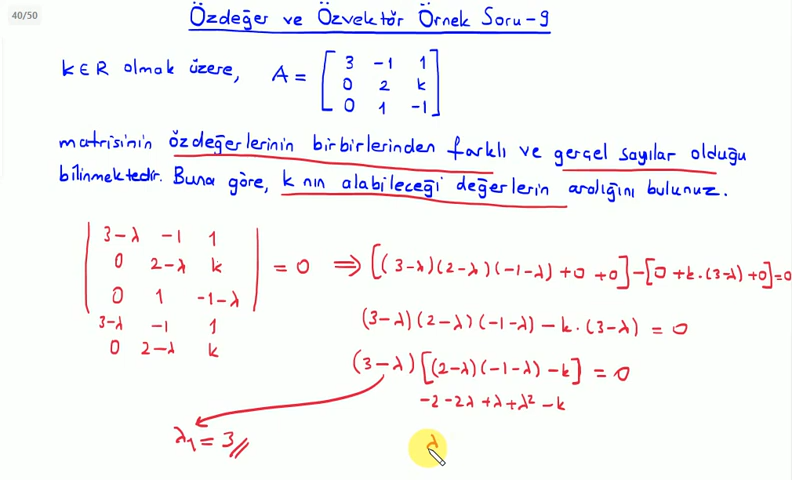 40/50
Özdeğer ve Özvektör Örnek Soru-9
k∈R olmak üzere, A = [ 3 -1 1
0 2 k
0 1 -1 ]
matrisinin özdeğerlerinin birbirlerinden farklı ve gerçel sayılar olduğu
bilinmektedir. Buna göre, k nın alabileceği değerlerin aralığını bulunuz.
| 3-λ -1 1 |
| 0 2-λ k | = 0 ⇒ [(3-λ)(2-λ)(-1-λ)+0+0]-[0+k.(3-λ)+0]=0
| 0 1 -1-λ |
3-λ -1 1
0 2-λ k
(3-λ)(2-λ)(-1-λ)-k.(3-λ) = 0
(3-λ)[(2-λ)(-1-λ)-k] = 0
-2-2λ+λ+λ²-k
λ₁ = 3//
λ